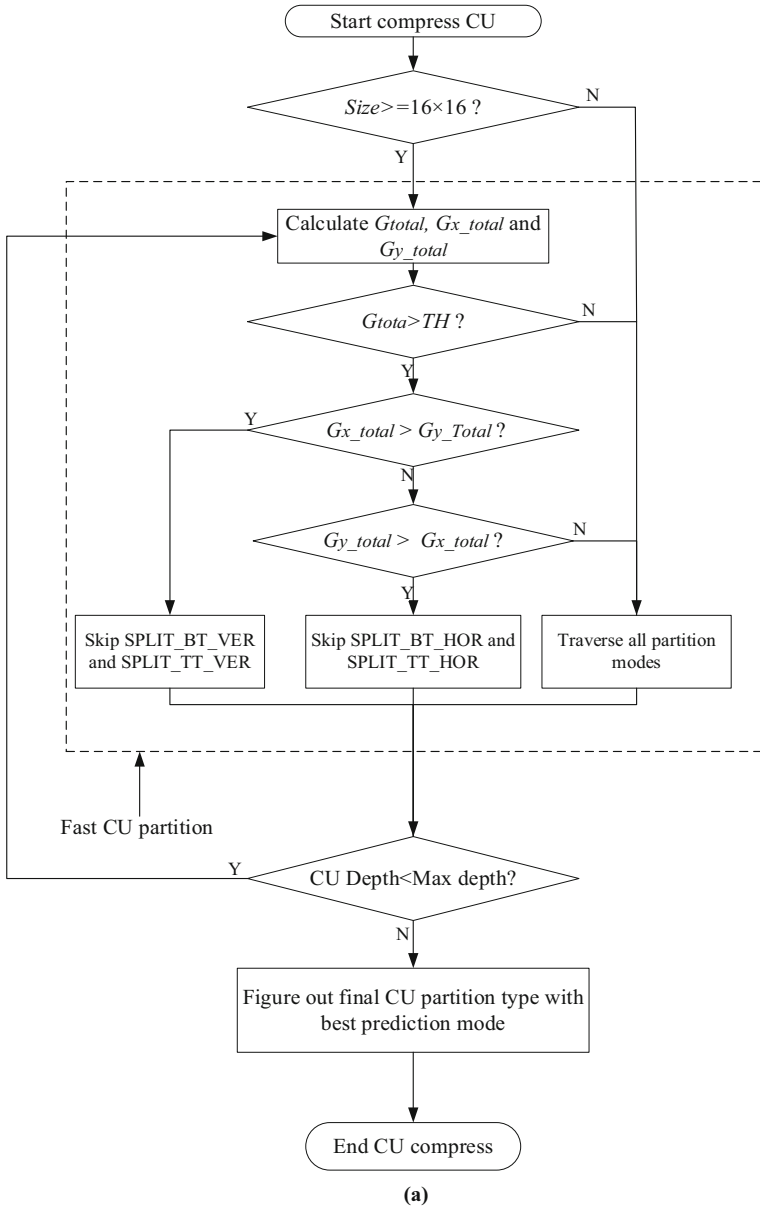 Start compress CU
Size>=16×16 ?
N
Y
Calculate Gtotal, Gx_total and
Gy_total
Gtota>TH ?
N
Y
Y
Gx_total > Gy_Total ?
N
Gy_total > Gx_total ?
N
Y
Skip SPLIT_BT_VER
and SPLIT_TT_VER
Skip SPLIT_BT_HOR and
SPLIT_TT_HOR
Traverse all partition
modes
Fast CU partition
Y
CU Depth<Max depth?
N
Figure out final CU partition type with
best prediction mode
End CU compress
(a)